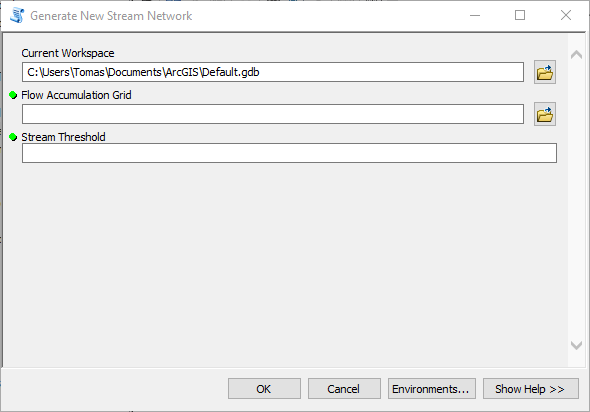 Generate New Stream Network
Current Workspace
C:\Users\Tomas\Documents\ArcGIS\Default.gdb
Flow Accumulation Grid
Stream Threshold
OK
Cancel
Environments...
Show Help >>